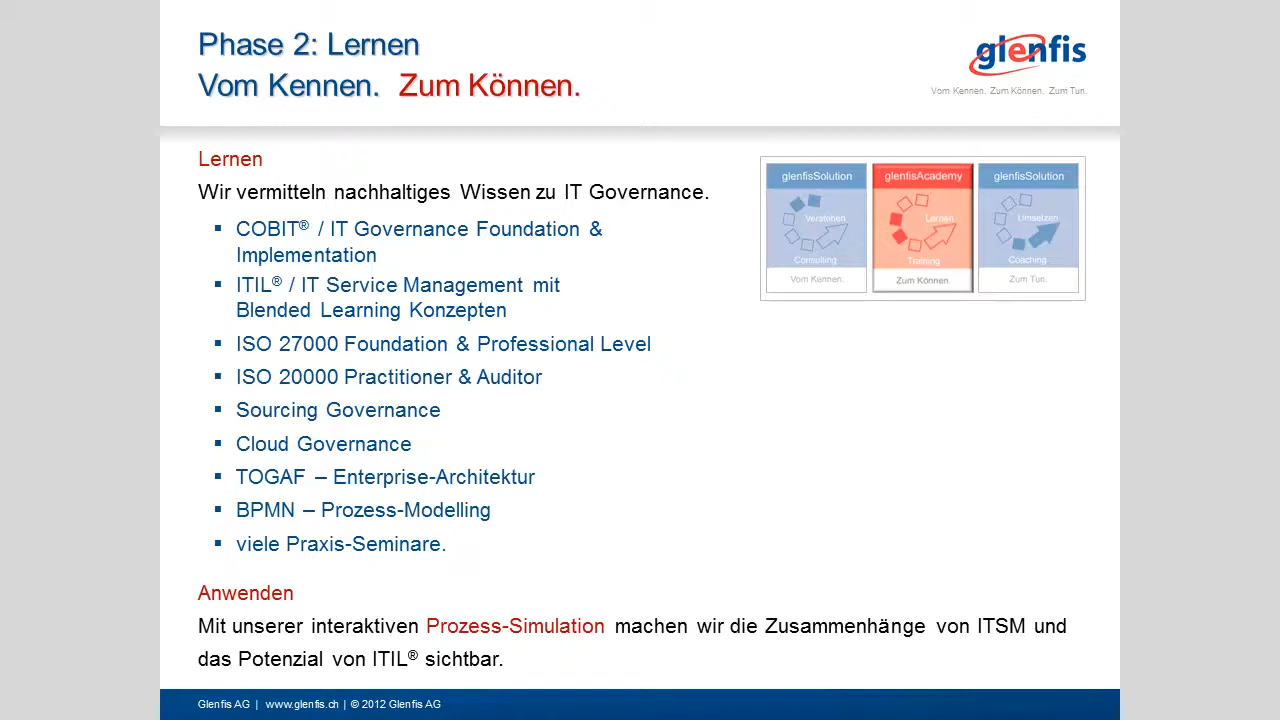 Phase 2: Lernen
Vom Kennen. Zum Können.
glenfis
Vom Kennen. Zum Können. Zum Tun.
Lernen
Wir vermitteln nachhaltiges Wissen zu IT Governance.
▪ COBIT® / IT Governance Foundation &
Implementation
▪ ITIL® / IT Service Management mit
Blended Learning Konzepten
▪ ISO 27000 Foundation & Professional Level
▪ ISO 20000 Practitioner & Auditor
▪ Sourcing Governance
▪ Cloud Governance
▪ TOGAF – Enterprise-Architektur
▪ BPMN – Prozess-Modelling
▪ viele Praxis-Seminare.
glenfisSolution
Verstehen
Consulting
Vom Kennen.
glenfisAcademy
Lernen
Training
Zum Können.
glenfisSolution
Umsetzen
Coaching
Zum Tun.
Anwenden
Mit unserer interaktiven Prozess-Simulation machen wir die Zusammenhänge von ITSM und
das Potenzial von ITIL® sichtbar.
Glenfis AG | www.glenfis.ch | © 2012 Glenfis AG